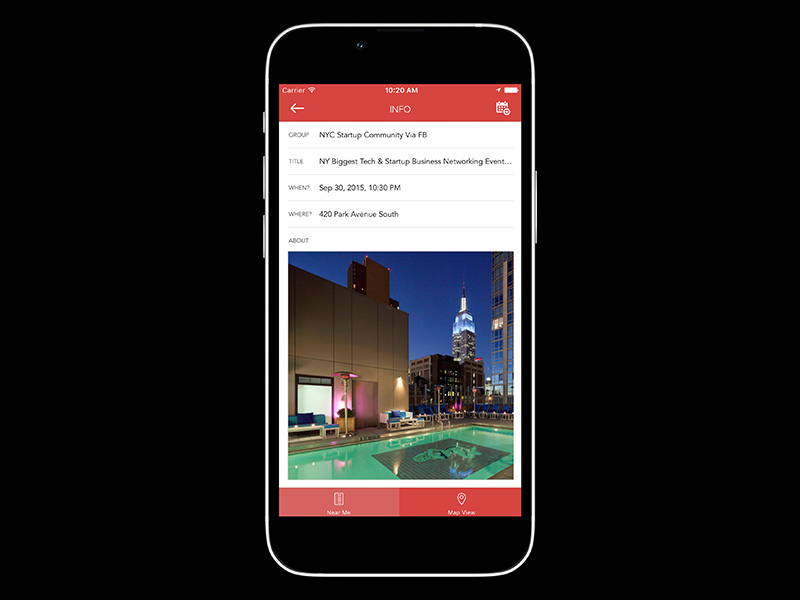 Carrier 10:20 AM
INFO
GROUP NYC Startup Community Via FB
TITLE NY Biggest Tech & Startup Business Networking Event...
WHEN? Sep 30, 2015, 10:30 PM
WHERE? 420 Park Avenue South
ABOUT
Near Me Map View